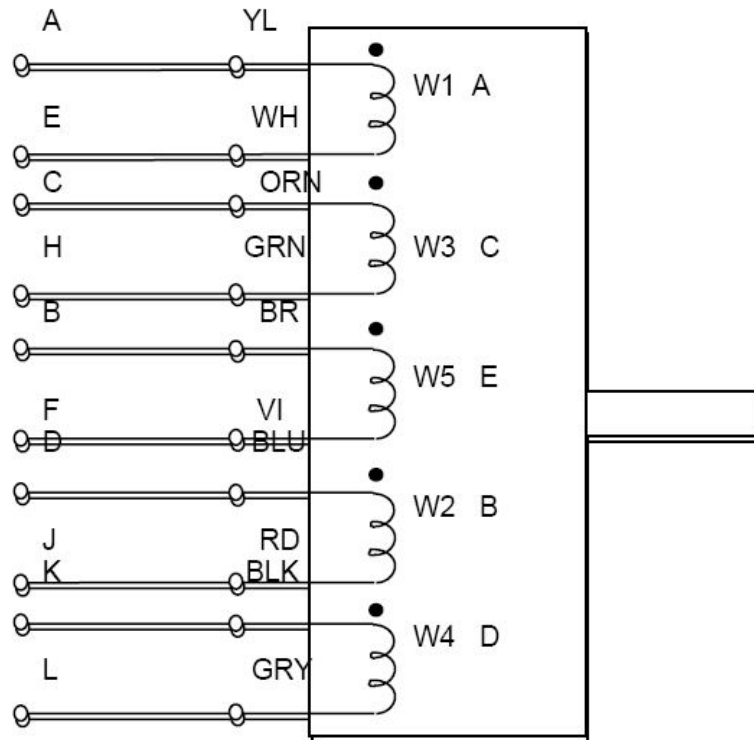 A YL
W1 A
E WH
C ORN
H GRN W3 C
B BR
W5 E
F VI
D BLU
W2 B
J RD
K BLK
W4 D
L GRY